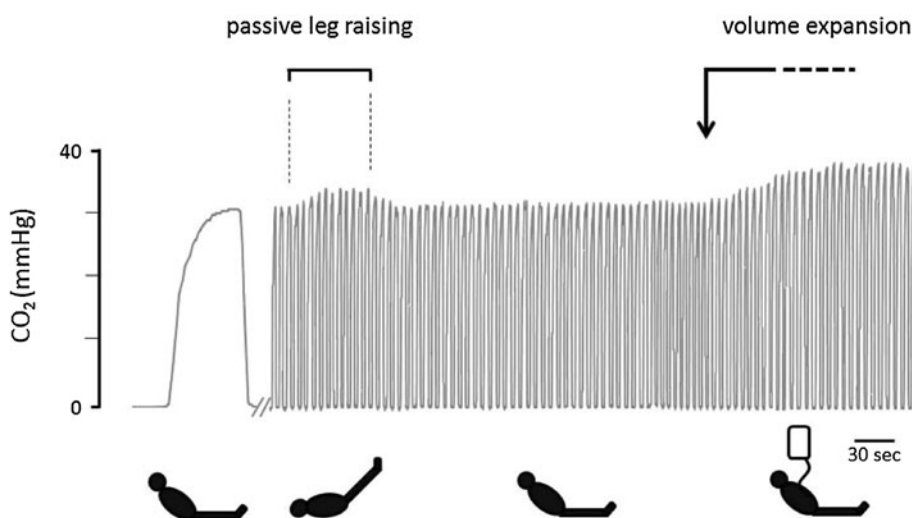 passive leg raising
volume expansion
40
CO₂ (mmHg)
0
30 sec